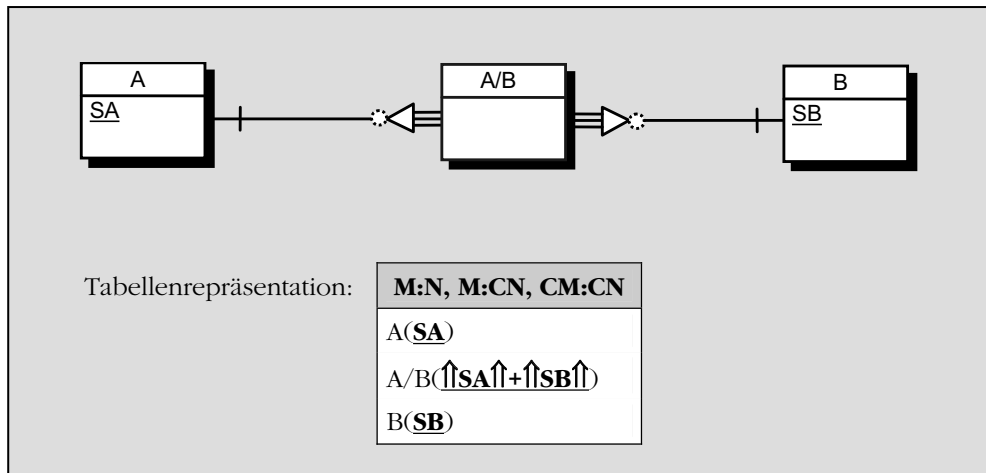 A
SA
A/B
B
SB
Tabellenrepräsentation:
M:N, M:CN, CM:CN
A(SA)
A/B(⇑SA⇑+⇑SB⇑)
B(SB)